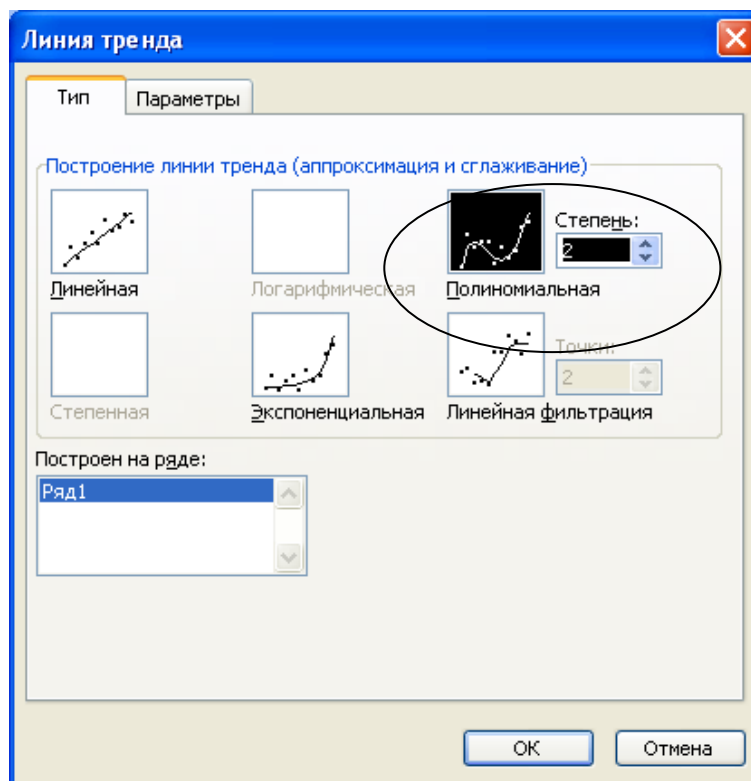 Линия тренда
Тип
Параметры
Построение линии тренда (аппроксимация и сглаживание)
Степень:
2
Линейная
Логарифмическая
Полиномиальная
Точки:
2
Степенная
Экспоненциальная
Линейная фильтрация
Построен на ряде:
Ряд1
ОК
Отмена